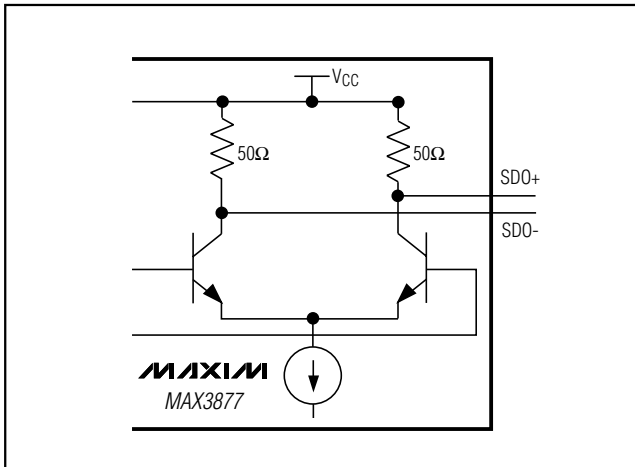 VCC
50Ω
50Ω
SDO+
SDO-
MAXIM
MAX3877